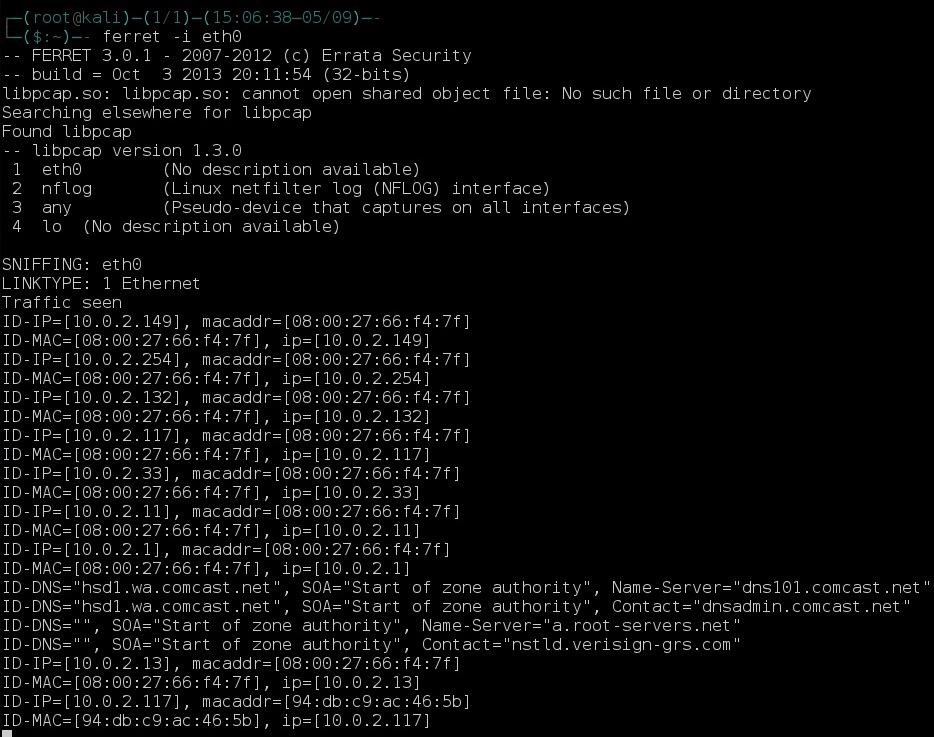 ┌─(root@kali)─(1/1)─(15:06:38─05/09)─-
└─($:~)─- ferret -i eth0
-- FERRET 3.0.1 - 2007-2012 (c) Errata Security
-- build = Oct  3 2013 20:11:54 (32-bits)
libpcap.so: libpcap.so: cannot open shared object file: No such file or directory
Searching elsewhere for libpcap
Found libpcap
-- libpcap version 1.3.0
 1  eth0        (No description available)
 2  nflog       (Linux netfilter log (NFLOG) interface)
 3  any         (Pseudo-device that captures on all interfaces)
 4  lo  (No description available)

SNIFFING: eth0
LINKTYPE: 1 Ethernet
Traffic seen
ID-IP=[10.0.2.149], macaddr=[08:00:27:66:f4:7f]
ID-MAC=[08:00:27:66:f4:7f], ip=[10.0.2.149]
ID-IP=[10.0.2.254], macaddr=[08:00:27:66:f4:7f]
ID-MAC=[08:00:27:66:f4:7f], ip=[10.0.2.254]
ID-IP=[10.0.2.132], macaddr=[08:00:27:66:f4:7f]
ID-MAC=[08:00:27:66:f4:7f], ip=[10.0.2.132]
ID-IP=[10.0.2.117], macaddr=[08:00:27:66:f4:7f]
ID-MAC=[08:00:27:66:f4:7f], ip=[10.0.2.117]
ID-IP=[10.0.2.33], macaddr=[08:00:27:66:f4:7f]
ID-MAC=[08:00:27:66:f4:7f], ip=[10.0.2.33]
ID-IP=[10.0.2.11], macaddr=[08:00:27:66:f4:7f]
ID-MAC=[08:00:27:66:f4:7f], ip=[10.0.2.11]
ID-IP=[10.0.2.1], macaddr=[08:00:27:66:f4:7f]
ID-MAC=[08:00:27:66:f4:7f], ip=[10.0.2.1]
ID-DNS="hsd1.wa.comcast.net", SOA="Start of zone authority", Name-Server="dns101.comcast.net"
ID-DNS="hsd1.wa.comcast.net", SOA="Start of zone authority", Contact="dnsadmin.comcast.net"
ID-DNS="", SOA="Start of zone authority", Name-Server="a.root-servers.net"
ID-DNS="", SOA="Start of zone authority", Contact="nstld.verisign-grs.com"
ID-IP=[10.0.2.13], macaddr=[08:00:27:66:f4:7f]
ID-MAC=[08:00:27:66:f4:7f], ip=[10.0.2.13]
ID-IP=[10.0.2.117], macaddr=[94:db:c9:ac:46:5b]
ID-MAC=[94:db:c9:ac:46:5b], ip=[10.0.2.117]